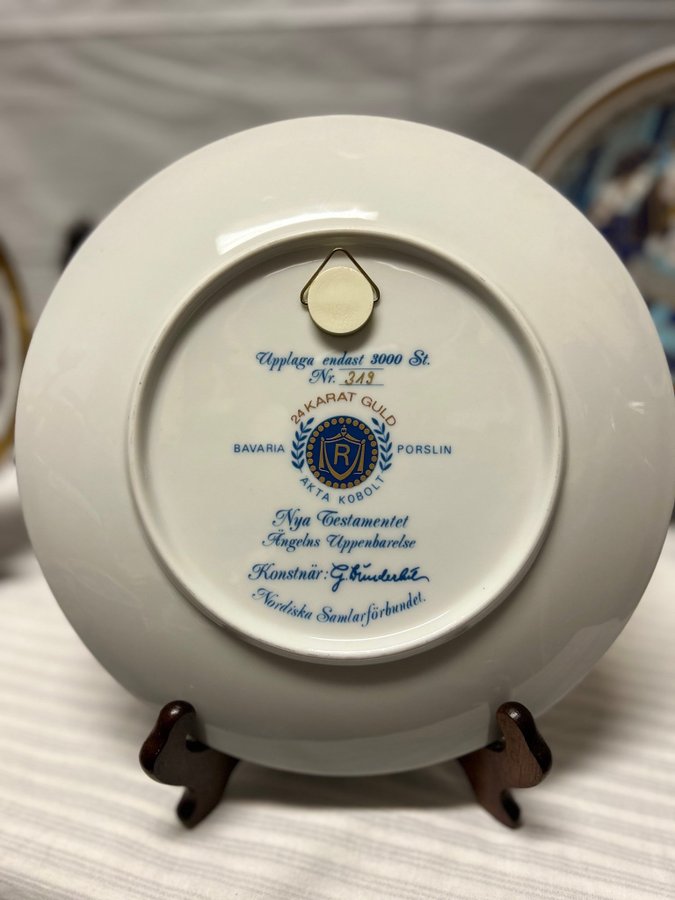 Upplaga endast 3000 St.
Nr. 319
24 KARAT GULD
BAVARIA R PORSLIN
ÄKTA KOBOLT
Nya Testamentet
Ängelns Uppenbarelse
Konstnär:
Nordiska Samlarförbundet.